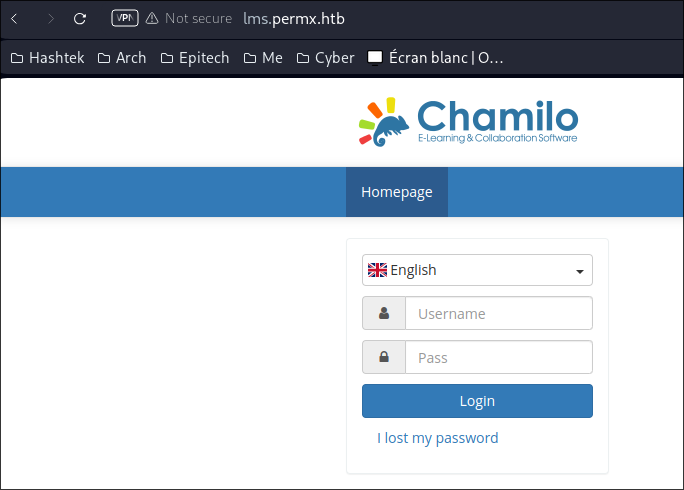 VPN Not secure lms.permx.htb
Hashtek Arch Epitech Me Cyber Écran blanc | O...
Chamilo
E-Learning & Collaboration Software
Homepage
English
Username
Pass
Login
I lost my password